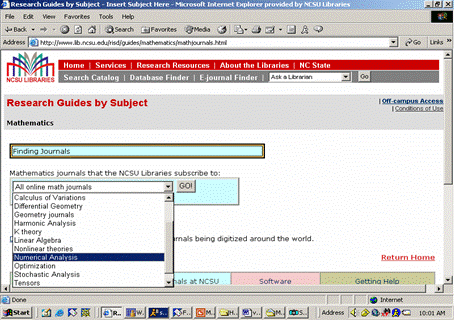 Research Guides by Subject - Insert Subject Here - Microsoft Internet Explorer provided by NCSU Libraries
File Edit View Favorites Tools Help
Back Search Favorites Media
Address http://www.lib.ncsu.edu/risd/guides/mathematics/mathjournals.html Go Links
Home | Services | Research Resources | About the Libraries | NC State
Search Catalog | Database Finder | E-journal Finder Ask a Librarian Go
NCSU LIBRARIES
Research Guides by Subject
Off-campus Access
Conditions of Use
Mathematics
Finding Journals
Mathematics journals that the NCSU Libraries subscribe to:
All online math journals GO!
Calculus of Variations
Differential Geometry
Geometry journals
Harmonic Analysis
K theory
Linear Algebra
Nonlinear theories
Numerical Analysis
Optimization
Stochastic Analysis
Tensors
nals being digitized around the world.
Return Home
nals at NCSU Software Getting Help
Done Internet
Start Address 10:01 AM